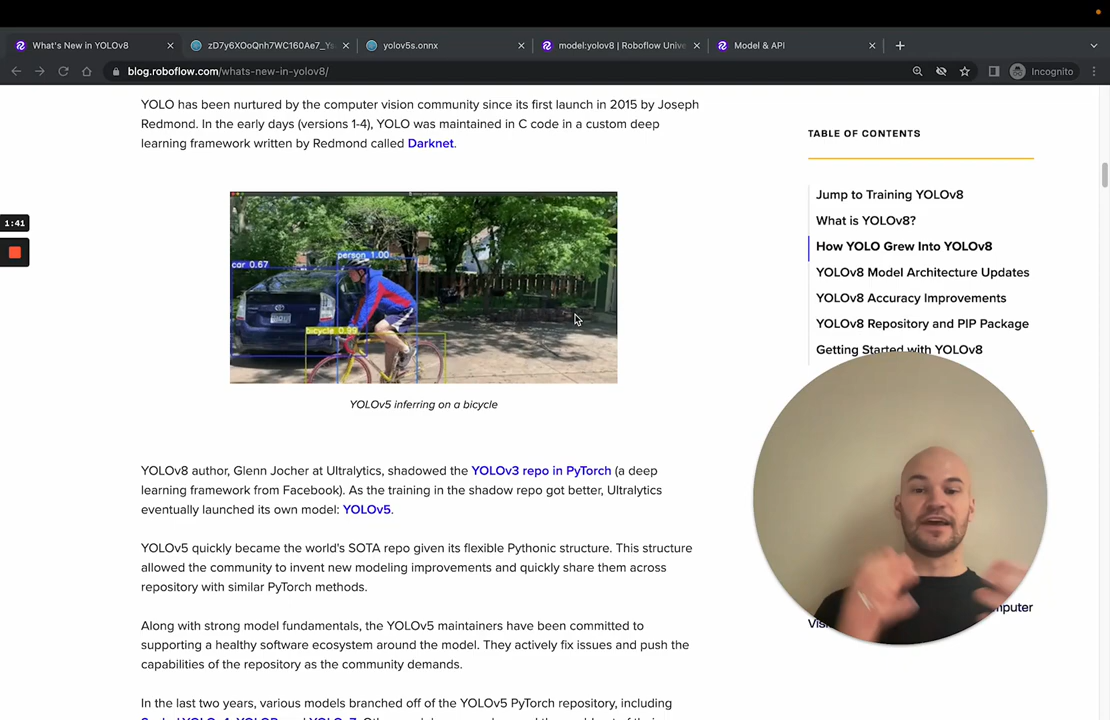 What's New in YOLOv8
zD7y6XOoQnh7WC160Ae7_Ys
yolov5s.onnx
model:yolov8 | Roboflow Unive
Model & API
blog.roboflow.com/whats-new-in-yolov8/
Incognito
YOLO has been nurtured by the computer vision community since its first launch in 2015 by Joseph
Redmond. In the early days (versions 1-4), YOLO was maintained in C code in a custom deep
learning framework written by Redmond called Darknet.
TABLE OF CONTENTS
Jump to Training YOLOv8
What is YOLOv8?
How YOLO Grew Into YOLOv8
YOLOv8 Model Architecture Updates
YOLOv8 Accuracy Improvements
YOLOv8 Repository and PIP Package
Getting Started with YOLOv8
1:41
person 1.00
car 0.67
bicycle 0.99
YOLOv5 inferring on a bicycle
YOLOv8 author, Glenn Jocher at Ultralytics, shadowed the YOLOv3 repo in PyTorch (a deep
learning framework from Facebook). As the training in the shadow repo got better, Ultralytics
eventually launched its own model: YOLOv5.
YOLOv5 quickly became the world's SOTA repo given its flexible Pythonic structure. This structure
allowed the community to invent new modeling improvements and quickly share them across
repository with similar PyTorch methods.
Along with strong model fundamentals, the YOLOv5 maintainers have been committed to
supporting a healthy software ecosystem around the model. They actively fix issues and push the
capabilities of the repository as the community demands.
In the last two years, various models branched off of the YOLOv5 PyTorch repository, including